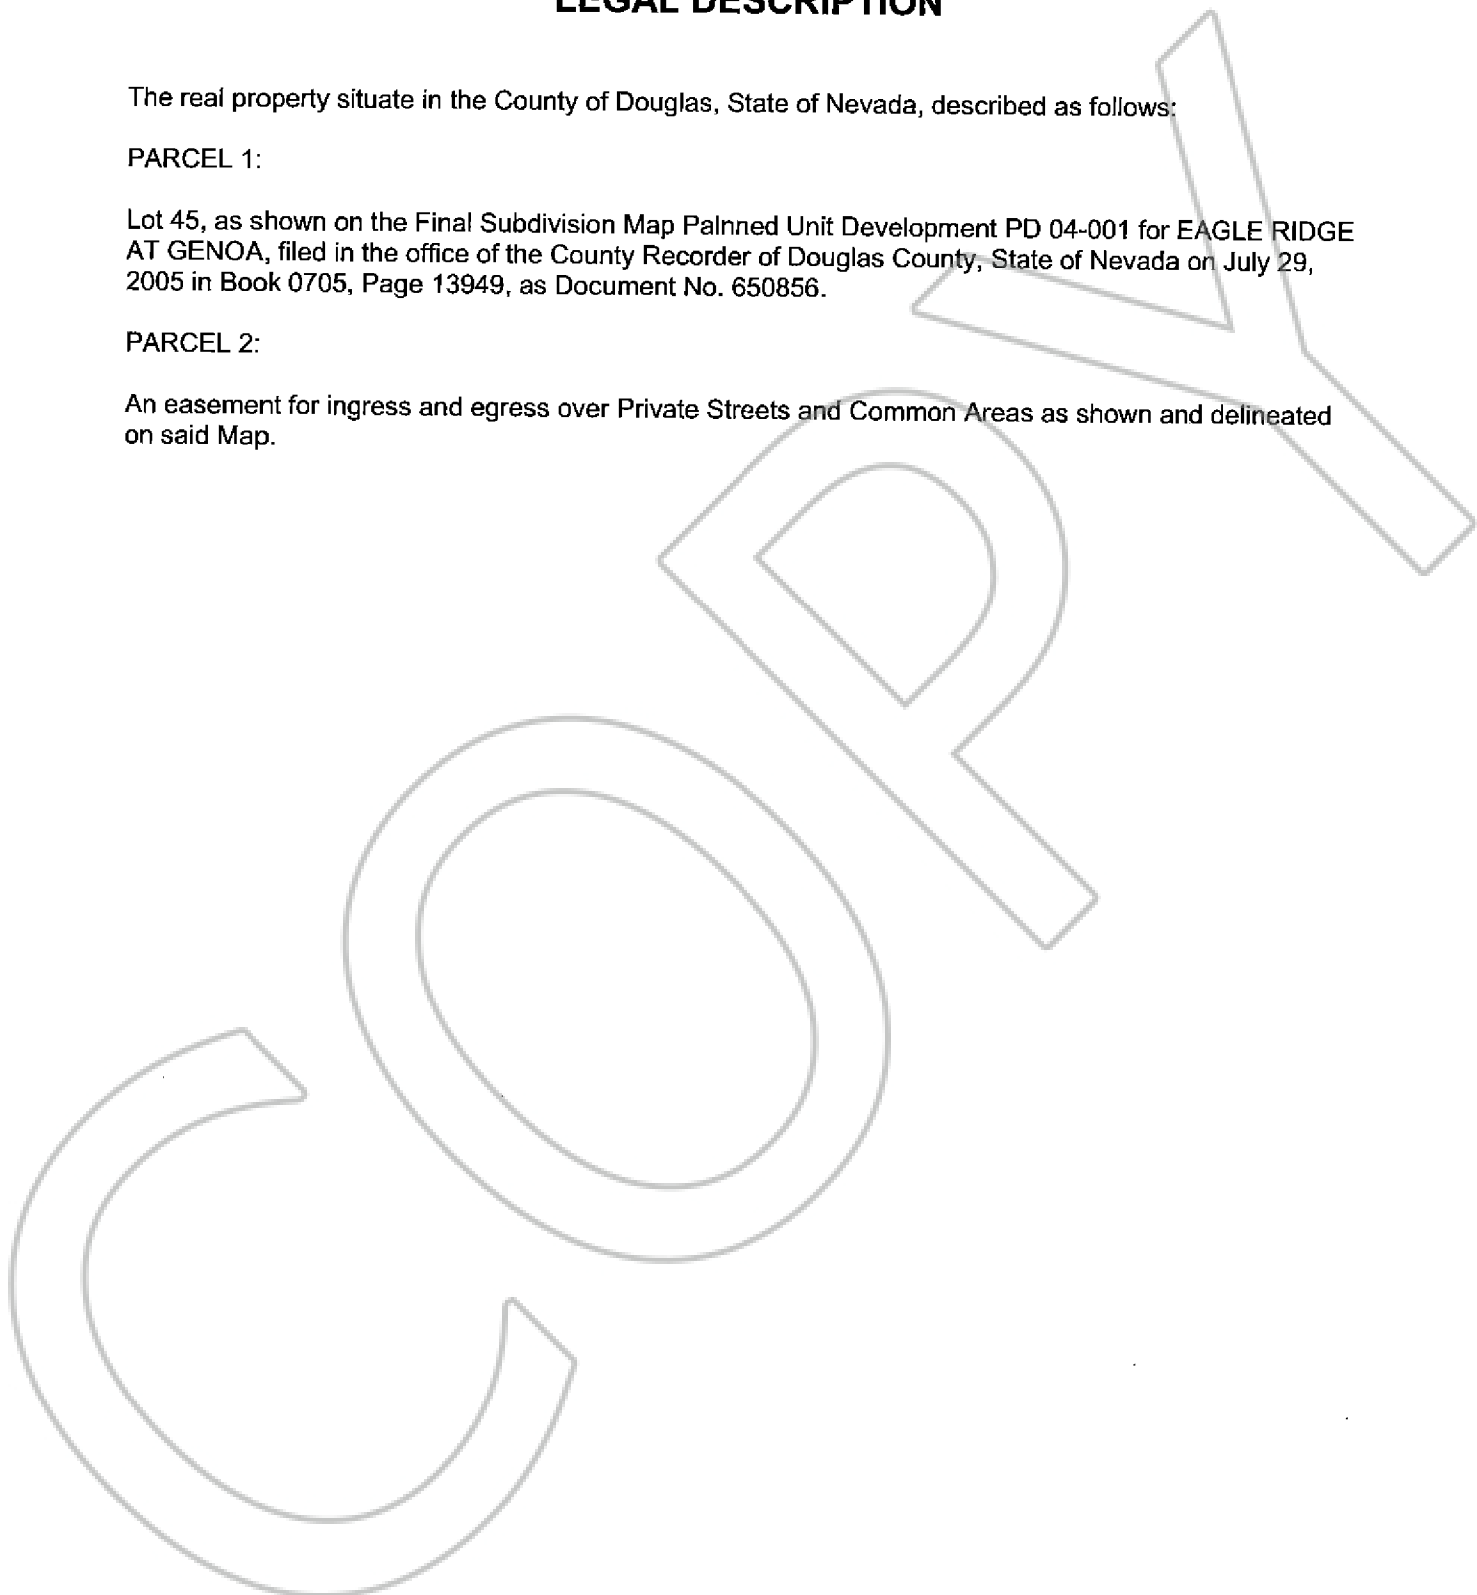 LEGAL DESCRIPTION
The real property situate in the County of Douglas, State of Nevada, described as follows:
PARCEL 1:
Lot 45, as shown on the Final Subdivision Map Palnned Unit Development PD 04-001 for EAGLE RIDGE
AT GENOA, filed in the office of the County Recorder of Douglas County, State of Nevada on July 29,
2005 in Book 0705, Page 13949, as Document No. 650856.
PARCEL 2:
An easement for ingress and egress over Private Streets and Common Areas as shown and delineated
on said Map.
COPY